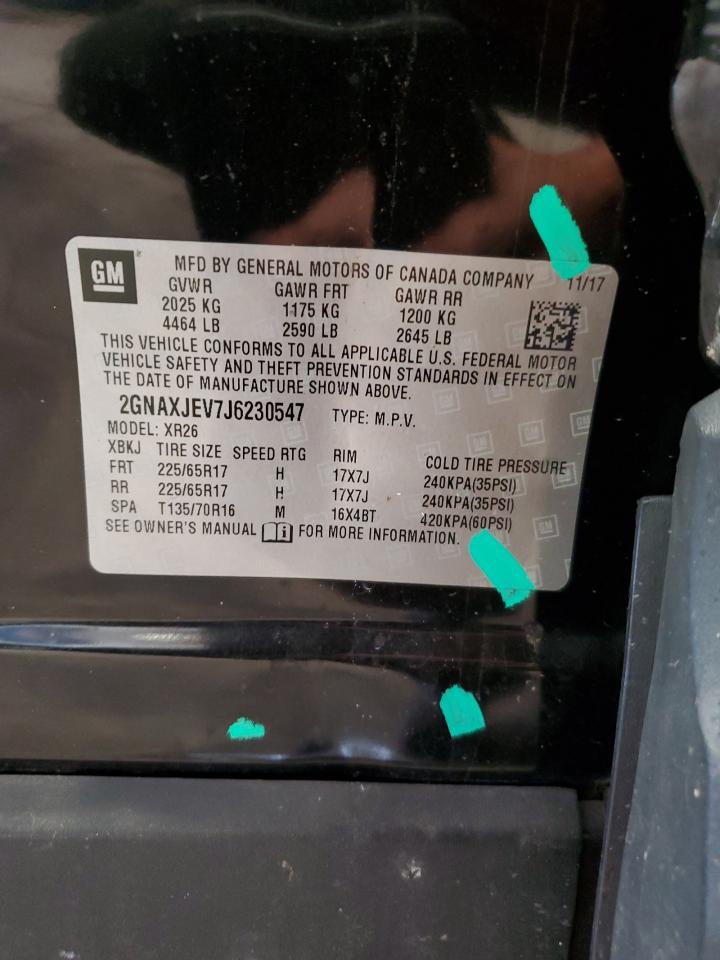 GM
MFD BY GENERAL MOTORS OF CANADA COMPANY 11/17
GVWR GAWR FRT GAWR RR
2025 KG 1175 KG 1200 KG
4464 LB 2590 LB 2645 LB
THIS VEHICLE CONFORMS TO ALL APPLICABLE U.S. FEDERAL MOTOR
VEHICLE SAFETY AND THEFT PREVENTION STANDARDS IN EFFECT ON
THE DATE OF MANUFACTURE SHOWN ABOVE.
2GNAXJEV7J6230547 TYPE: M.P.V.
MODEL: XR26
XBKJ TIRE SIZE SPEED RTG RIM COLD TIRE PRESSURE
FRT 225/65R17 H 17X7J 240KPA(35PSI)
RR 225/65R17 H 17X7J 240KPA(35PSI)
SPA T135/70R16 M 16X4BT 420KPA(60PSI)
SEE OWNER'S MANUAL FOR MORE INFORMATION.